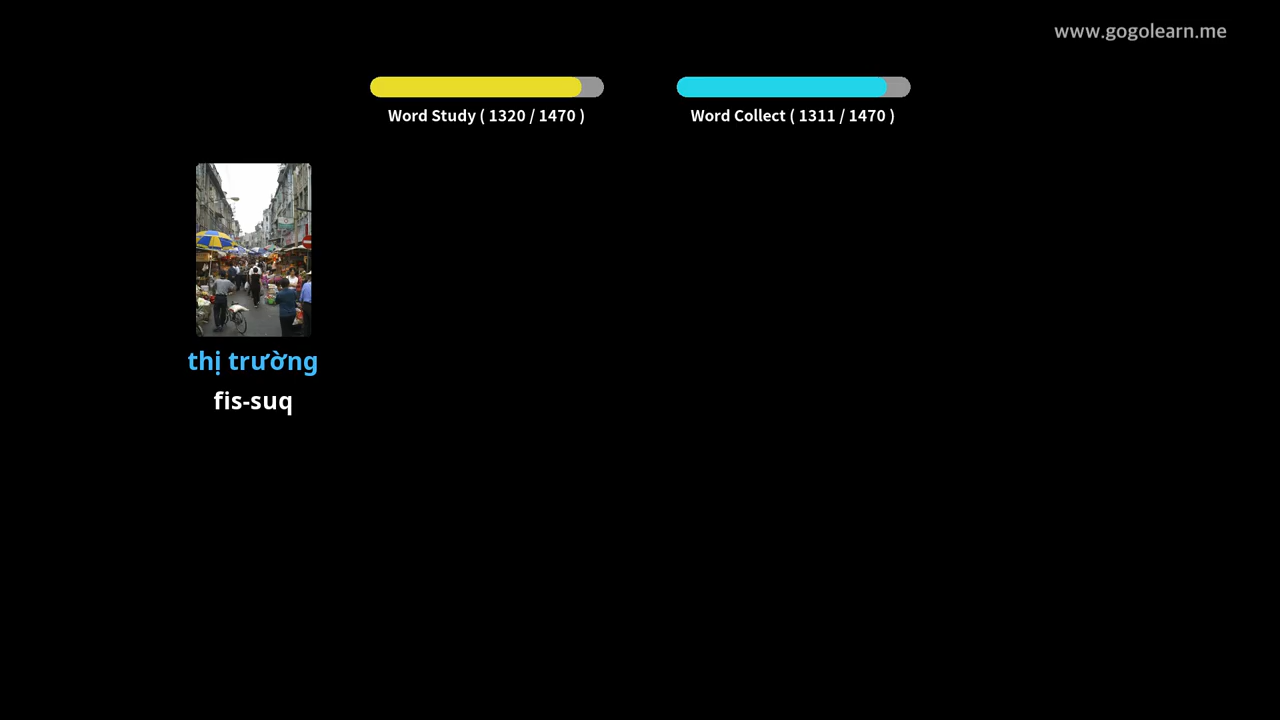 www.gogolearn.me
Word Study ( 1320 / 1470 )
Word Collect ( 1311 / 1470 )
thị trường
fis-suq